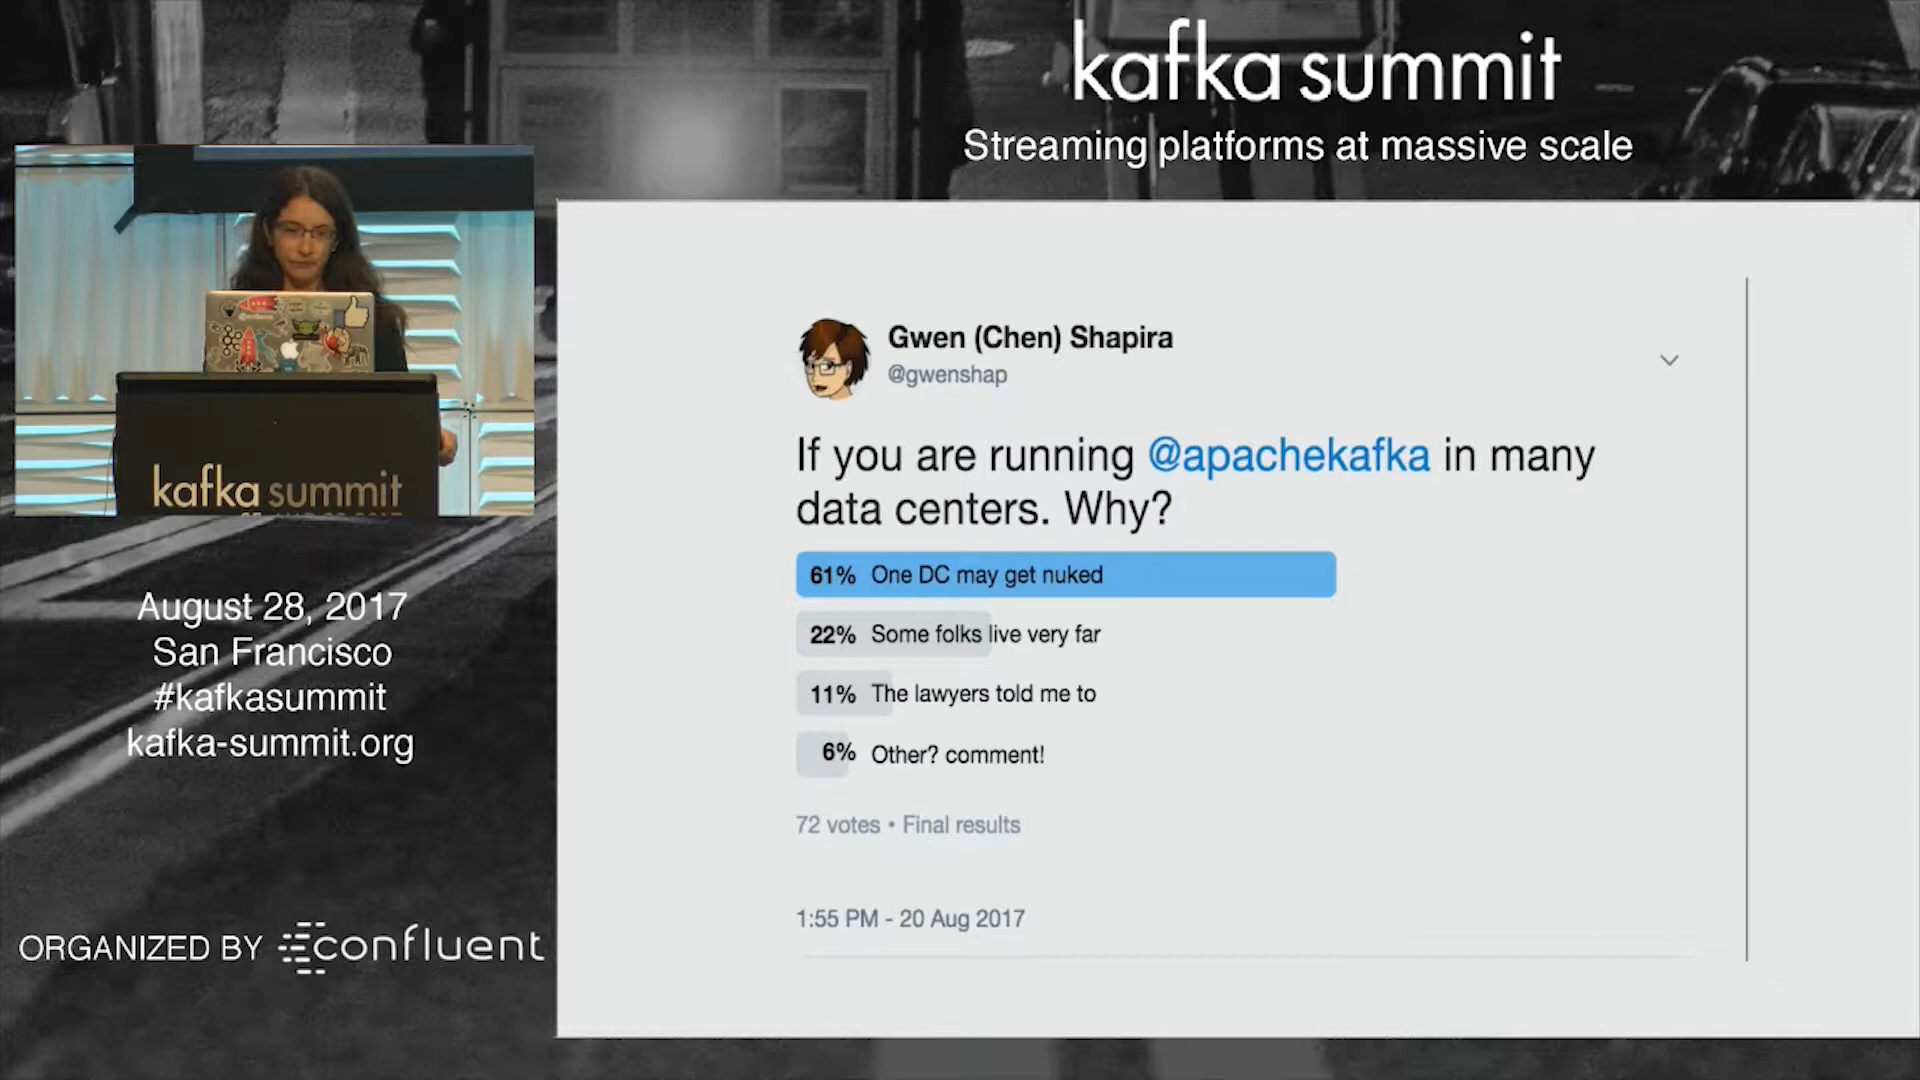 kafka summit
Streaming platforms at massive scale
kafka summit
August 28, 2017
San Francisco
#kafkasummit
kafka-summit.org
ORGANIZED BY confluent
Gwen (Chen) Shapira
@gwenshap
If you are running @apachekafka in many
data centers. Why?
61% One DC may get nuked
22% Some folks live very far
11% The lawyers told me to
6% Other? comment!
72 votes • Final results
1:55 PM - 20 Aug 2017